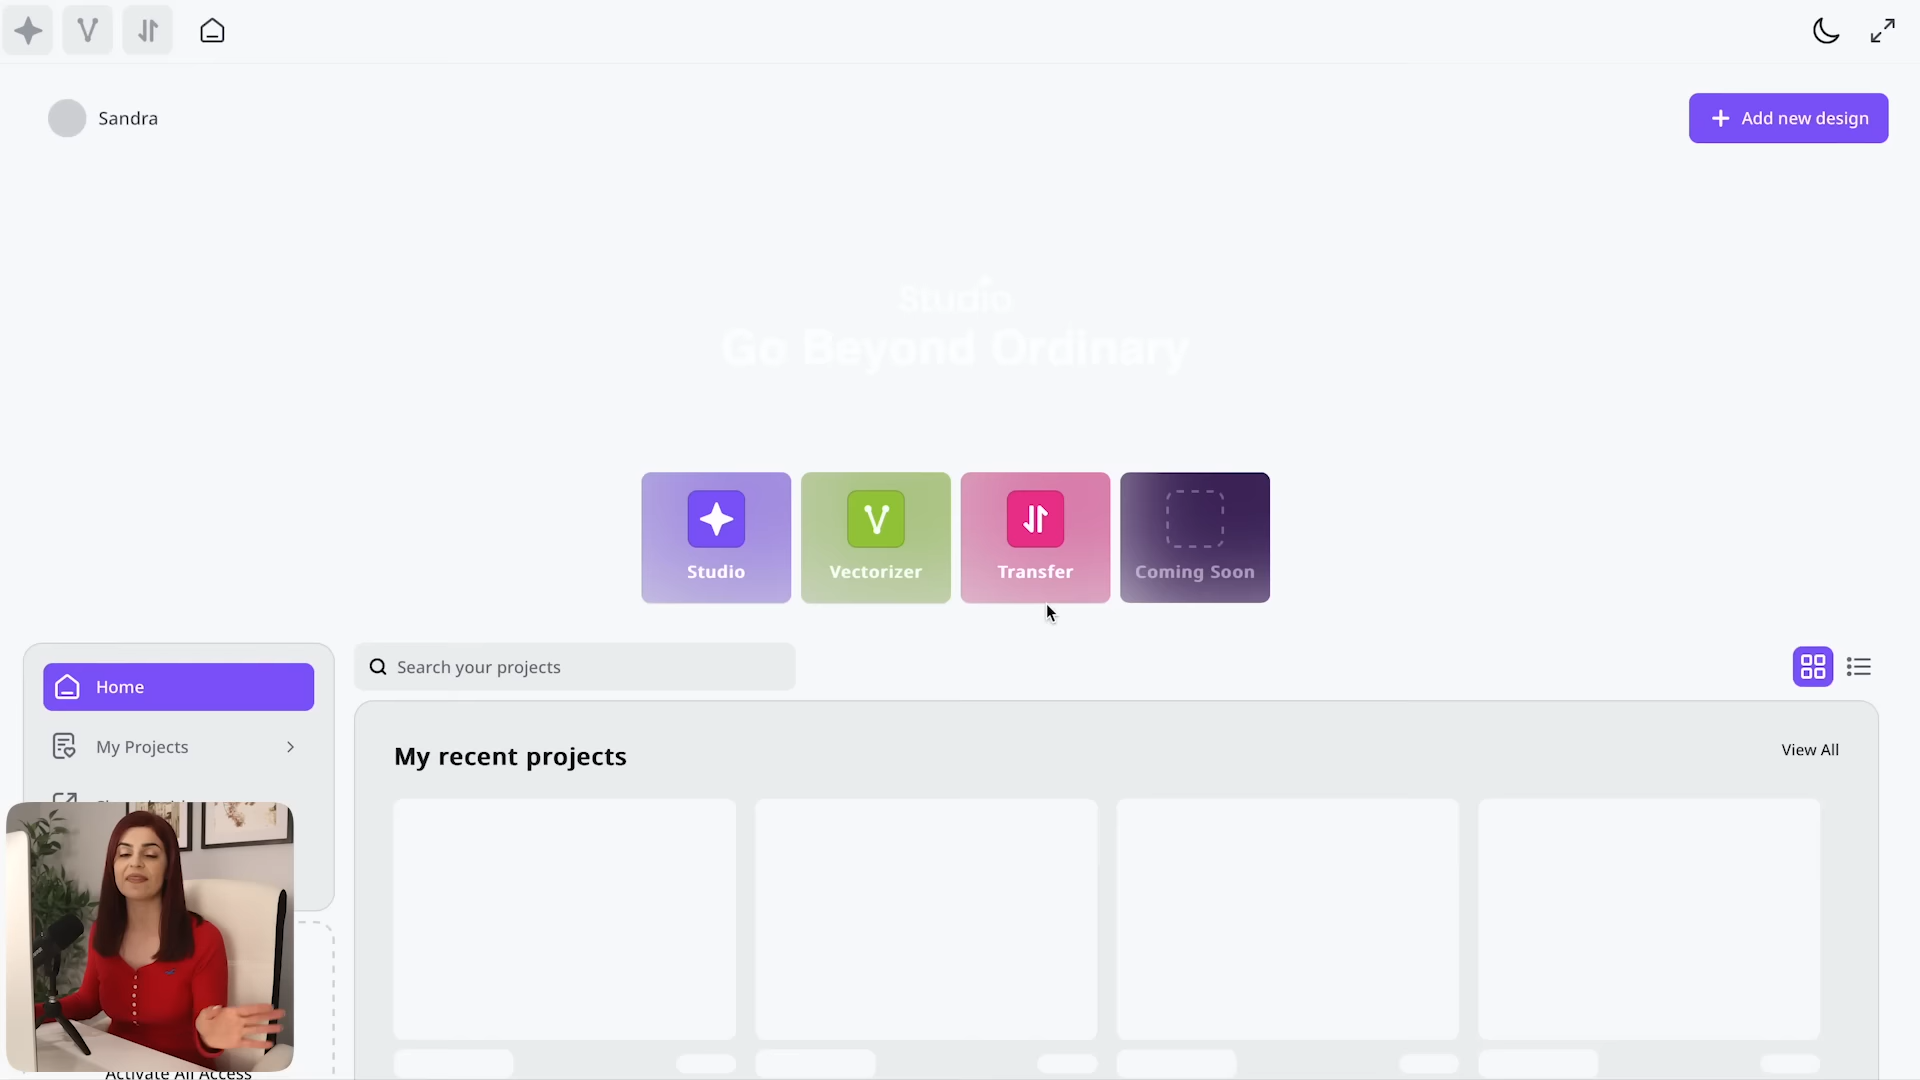 Sandra
Add new design
Studio
Go Beyond Ordinary
Studio
Vectorizer
Transfer
Coming Soon
Home
Search your projects
My Projects
My recent projects
View All
Activate All Access